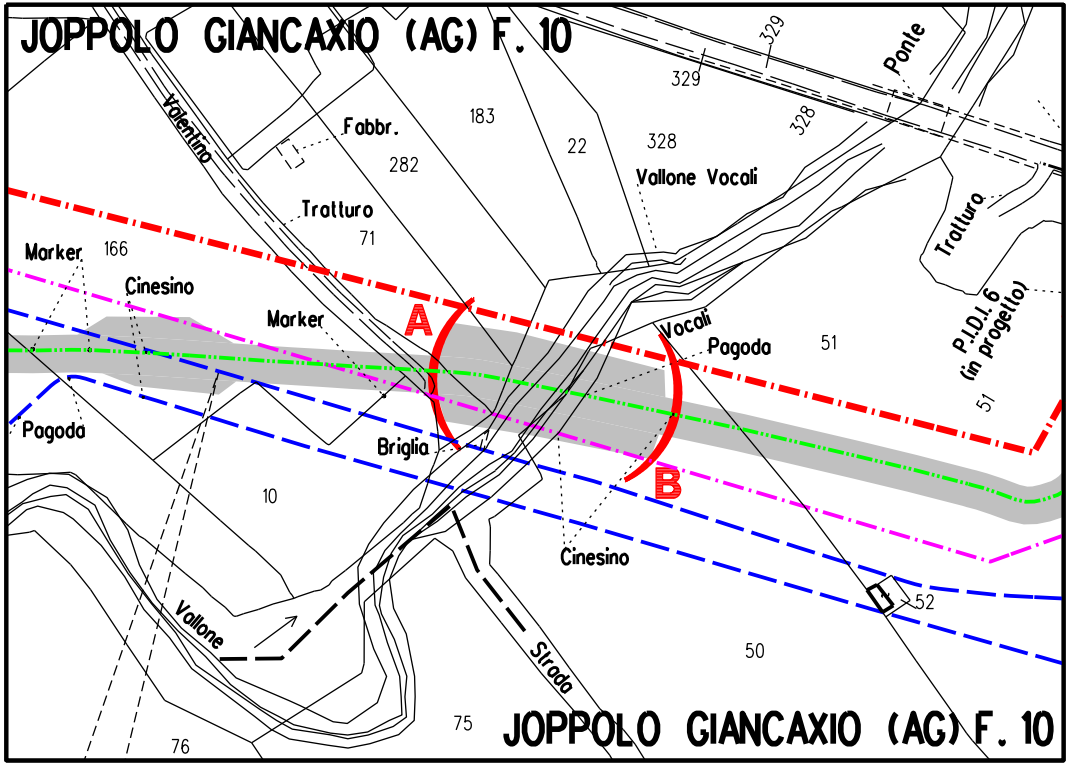 JOPPOLO GIANCAXIO (AG) F. 10
329
329
Ponte
Valentino
Fabbr.
183
22
328
328
282
Vallone Vocali
Tratturo
71
Tratturo
Marker
166
Cinesino
Marker
A
Vocali
Pagoda
51
P.I.D.I. 6
(in progetto)
51
Pagoda
Briglia
B
10
Cinesino
Vallone
52
50
Strada
75
76
JOPPOLO GIANCAXIO (AG) F. 10